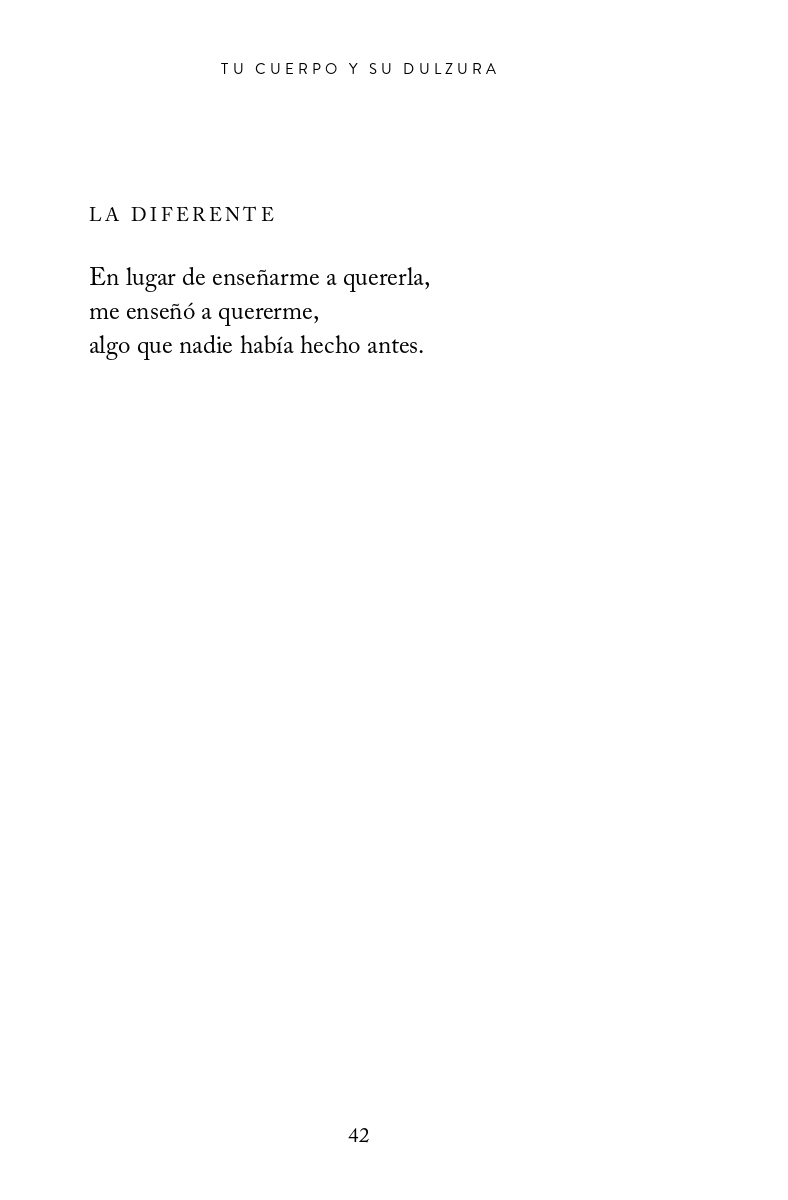 TU CUERPO Y SU DULZURA
LA DIFERENTE
En lugar de enseñarme a quererla,
me enseñó a quererme,
algo que nadie había hecho antes.
42